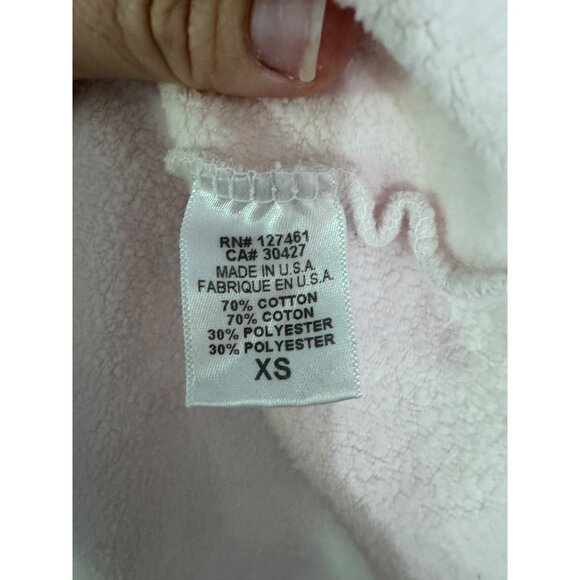 RN# 127461
CA# 30427
MADE IN U.S.A.
FABRIQUE EN U.S.A.
70% COTTON
70% COTON
30% POLYESTER
30% POLYESTER
XS